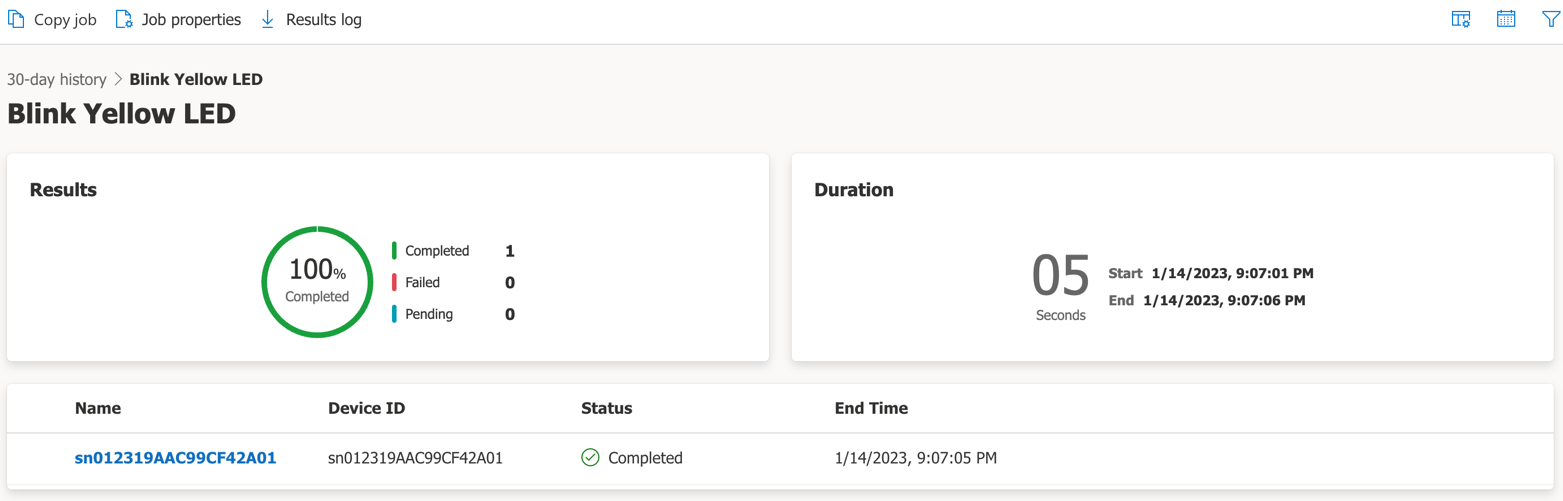 Copy job Job properties Results log
30-day history > Blink Yellow LED
Blink Yellow LED
Results
100%
Completed
Completed 1
Failed 0
Pending 0
Duration
05
Seconds
Start 1/14/2023, 9:07:01 PM
End 1/14/2023, 9:07:06 PM
Name Device ID Status End Time
sn012319AAC99CF42A01 sn012319AAC99CF42A01 Completed 1/14/2023, 9:07:05 PM